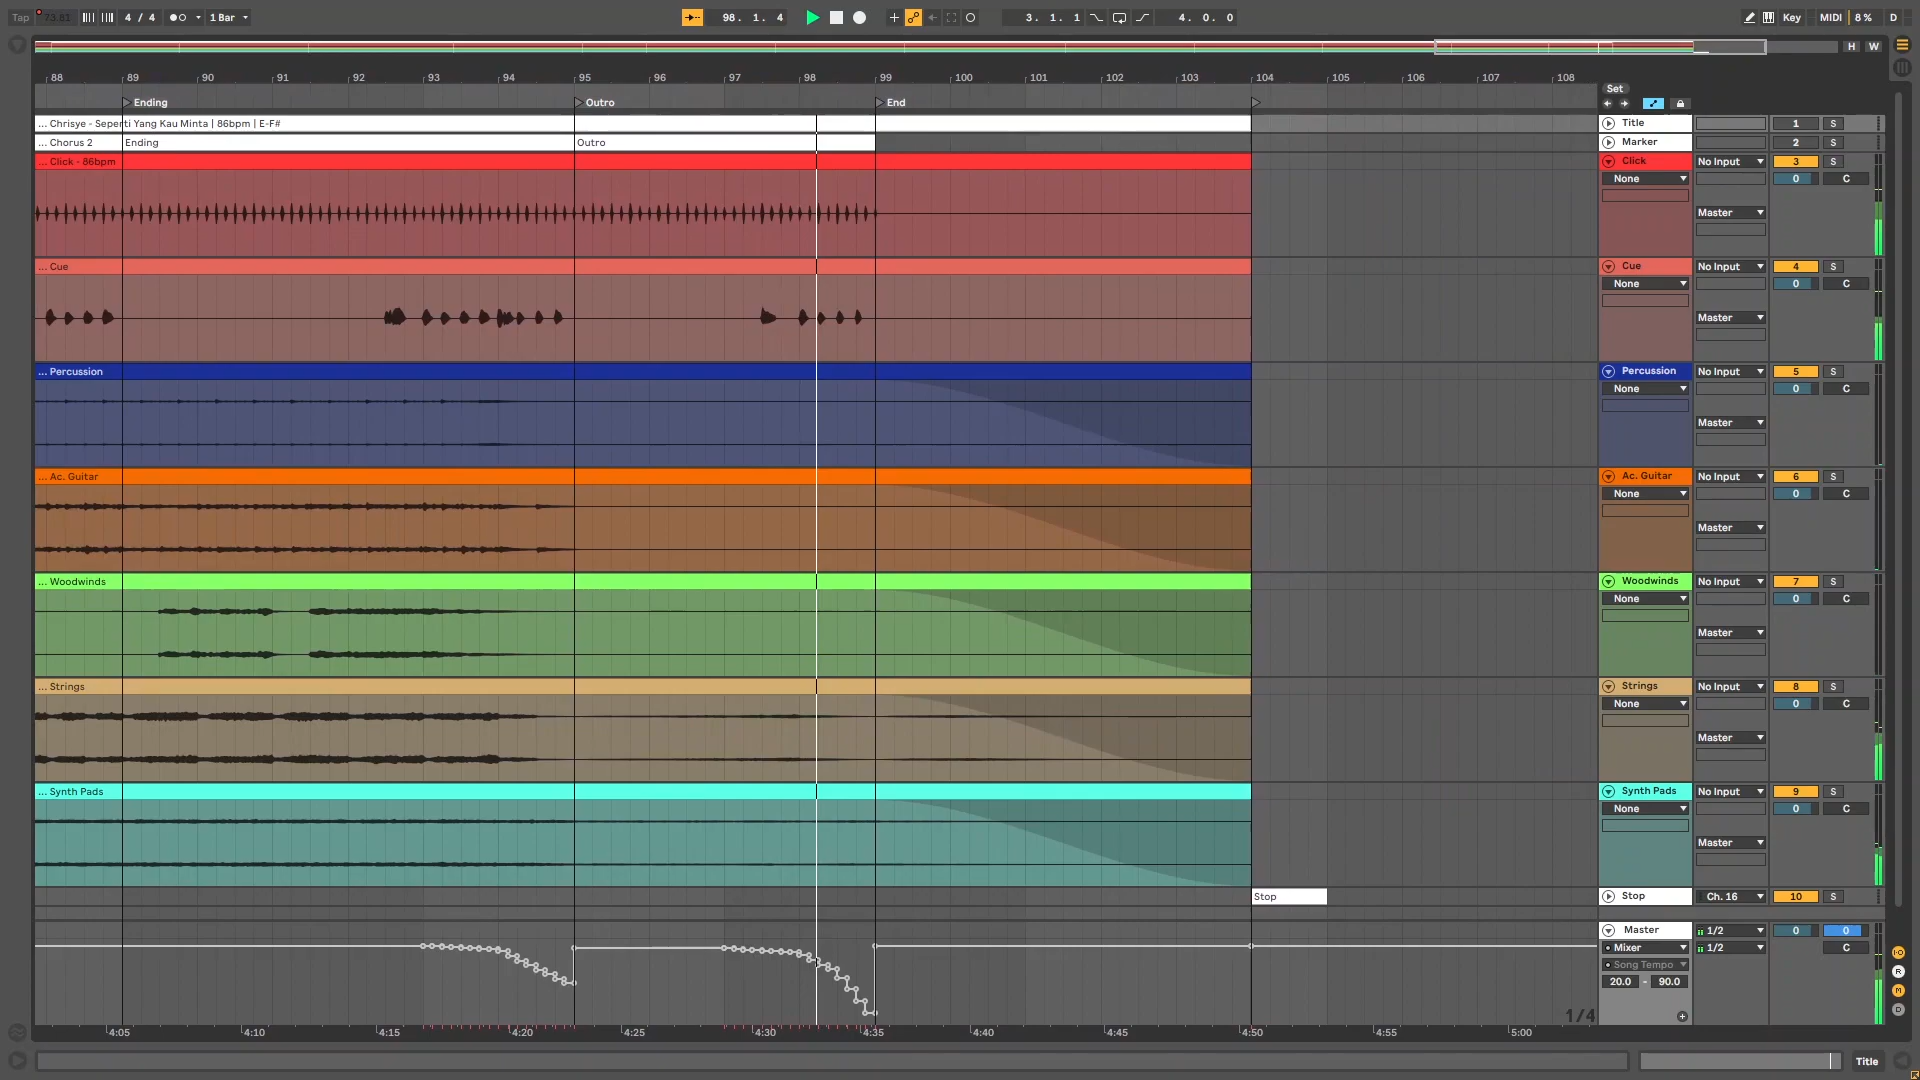 Tap 73.81 4 / 4 1 Bar 98. 1. 4 3. 1. 1 4. 0. 0 Key MIDI 8 % D
H W
88 89 90 91 92 93 94 95 96 97 98 99 100 101 102 103 104 105 106 107 108
Set
Ending Outro End
... Chrisye - Seperti Yang Kau Minta | 86bpm | E-F# Title 1 S
... Chorus 2 Ending Outro Marker 2 S
... Click - 86bpm Click No Input 3 S
None 0 C
Master
... Cue Cue No Input 4 S
None 0 C
Master
... Percussion Percussion No Input 5 S
None 0 C
Master
... Ac. Guitar Ac. Guitar No Input 6 S
None 0 C
Master
... Woodwinds Woodwinds No Input 7 S
None 0 C
Master
... Strings Strings No Input 8 S
None 0 C
Master
... Synth Pads Synth Pads No Input 9 S
None 0 C
Master
Stop Stop Ch. 16 10 S
Master 1/2 0 0
Mixer 1/2 C
Song Tempo
20.0 - 90.0
R
M
D
1/4
4:05 4:10 4:15 4:20 4:25 4:30 4:35 4:40 4:45 4:50 4:55 5:00
Title